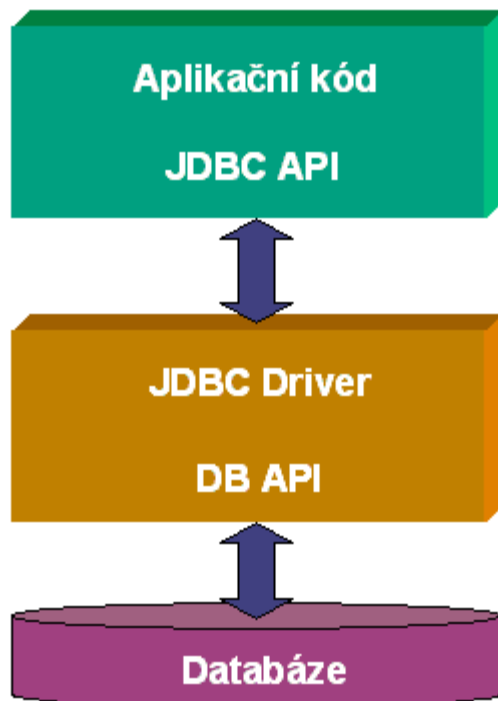 Aplikační kód
JDBC API
JDBC Driver
DB API
Databáze